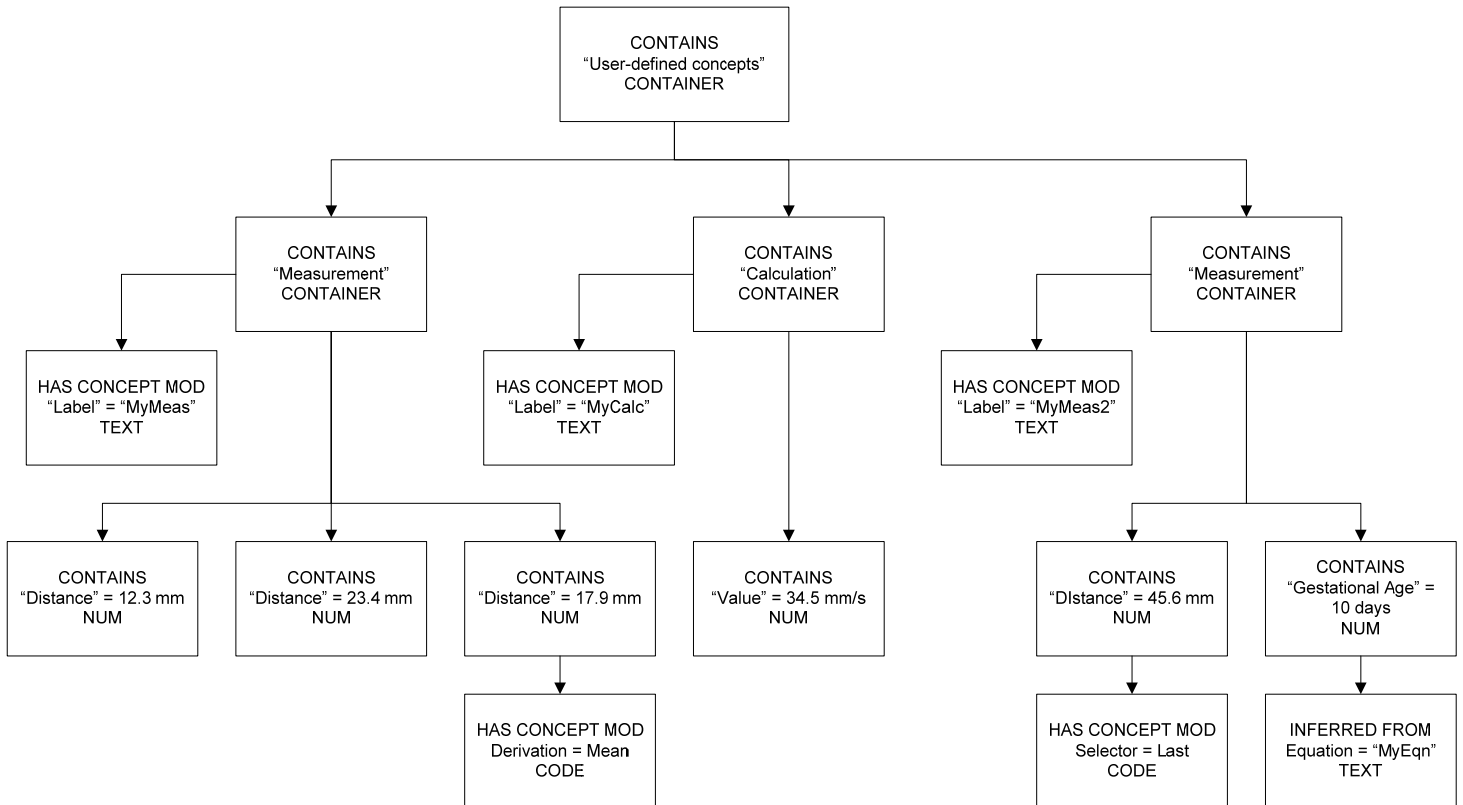 CONTAINS
“User-defined concepts”
CONTAINER
CONTAINS
“Measurement”
CONTAINER
CONTAINS
“Calculation”
CONTAINER
CONTAINS
“Measurement”
CONTAINER
HAS CONCEPT MOD
“Label” = “MyMeas”
TEXT
HAS CONCEPT MOD
“Label” = “MyCalc”
TEXT
HAS CONCEPT MOD
“Label” = “MyMeas2”
TEXT
CONTAINS
“Distance” = 12.3 mm
NUM
CONTAINS
“Distance” = 23.4 mm
NUM
CONTAINS
“Distance” = 17.9 mm
NUM
CONTAINS
“Value” = 34.5 mm/s
NUM
CONTAINS
“DIstance” = 45.6 mm
NUM
CONTAINS
“Gestational Age” =
10 days
NUM
HAS CONCEPT MOD
Derivation = Mean
CODE
HAS CONCEPT MOD
Selector = Last
CODE
INFERRED FROM
Equation = “MyEqn”
TEXT